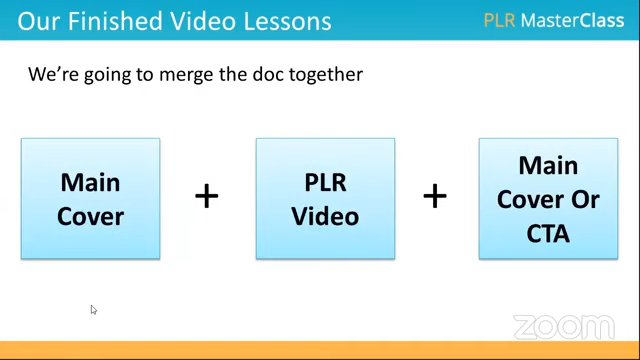 Our Finished Video Lessons
PLR MasterClass
We're going to merge the doc together
Main
Cover
+
PLR
Video
+
Main
Cover Or
CTA
zoom